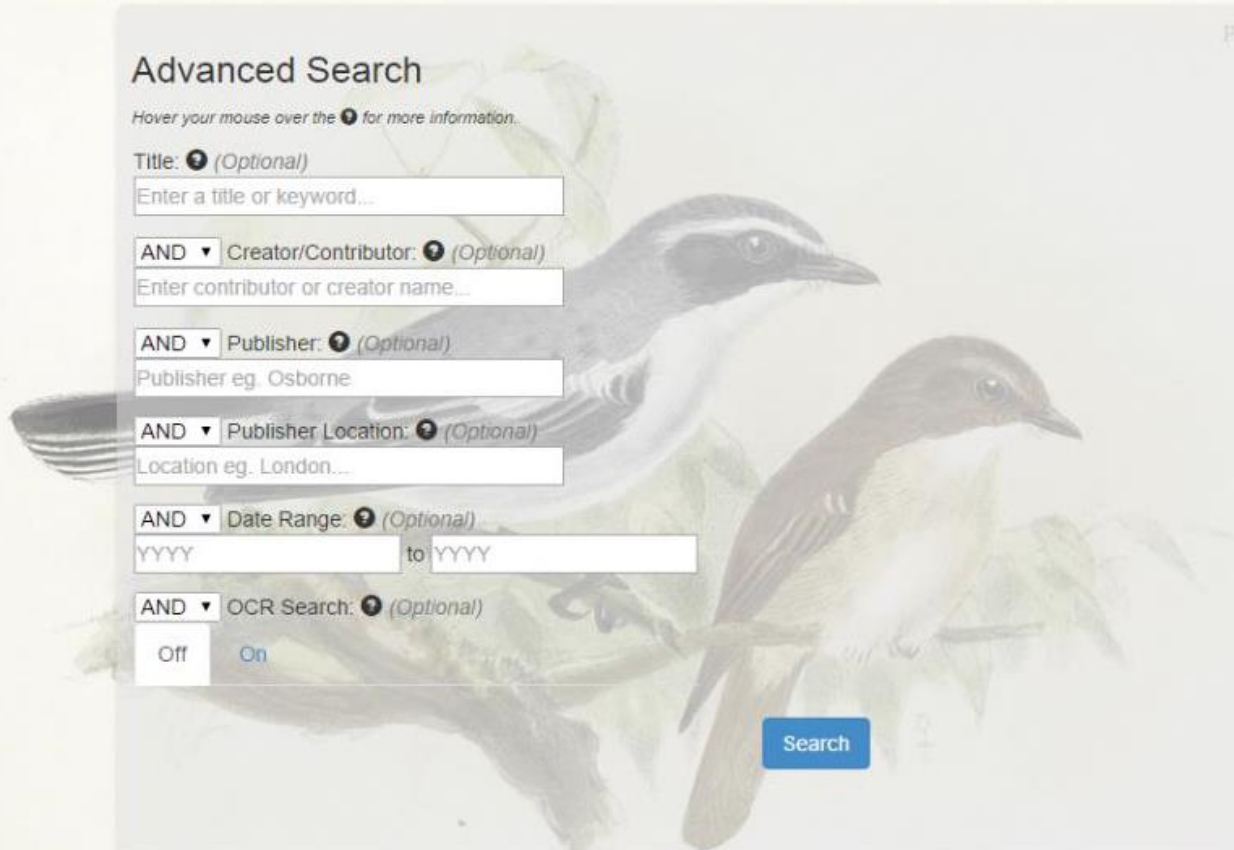 Advanced Search
Hover your mouse over the ? for more information.
Title: ? (Optional)
Enter a title or keyword...
AND ▾ Creator/Contributor: ? (Optional)
Enter contributor or creator name...
AND ▾ Publisher: ? (Optional)
Publisher eg. Osborne
AND ▾ Publisher Location: ? (Optional)
Location eg. London...
AND ▾ Date Range: ? (Optional)
YYYY to YYYY
AND ▾ OCR Search: ? (Optional)
Off On
Search